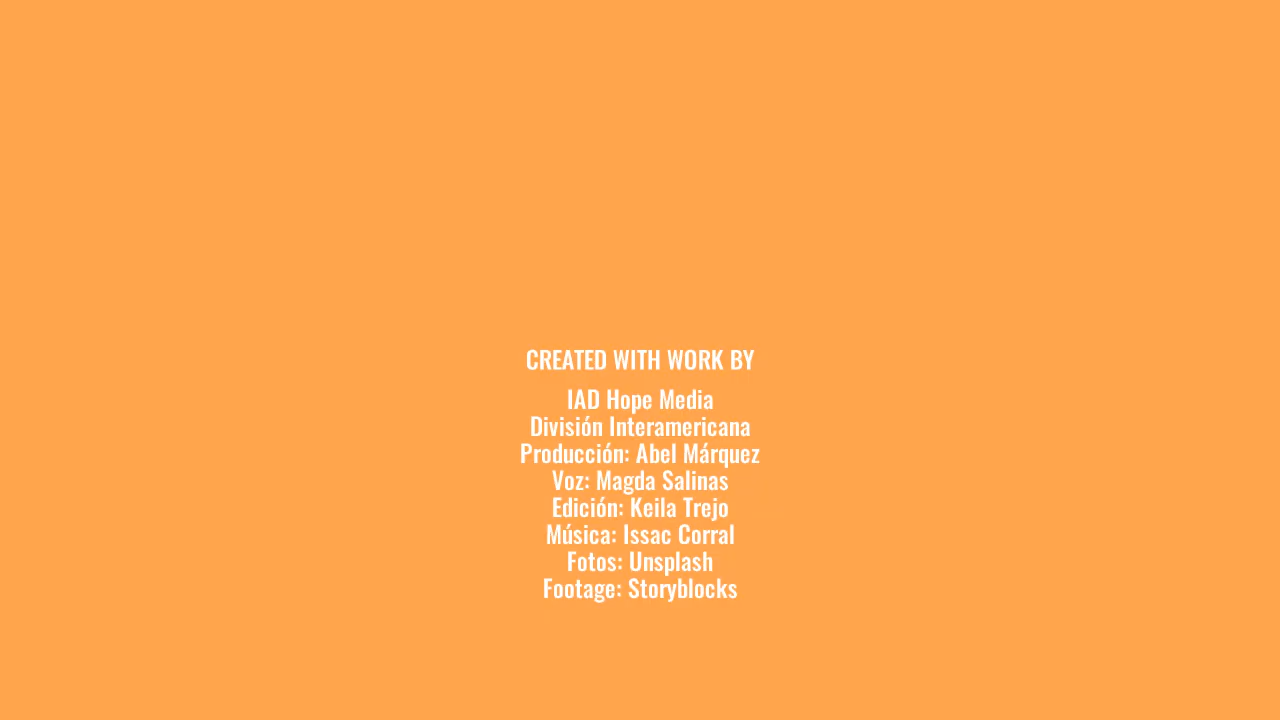 CREATED WITH WORK BY
IAD Hope Media
División Interamericana
Producción: Abel Márquez
Voz: Magda Salinas
Edición: Keila Trejo
Música: Issac Corral
Fotos: Unsplash
Footage: Storyblocks